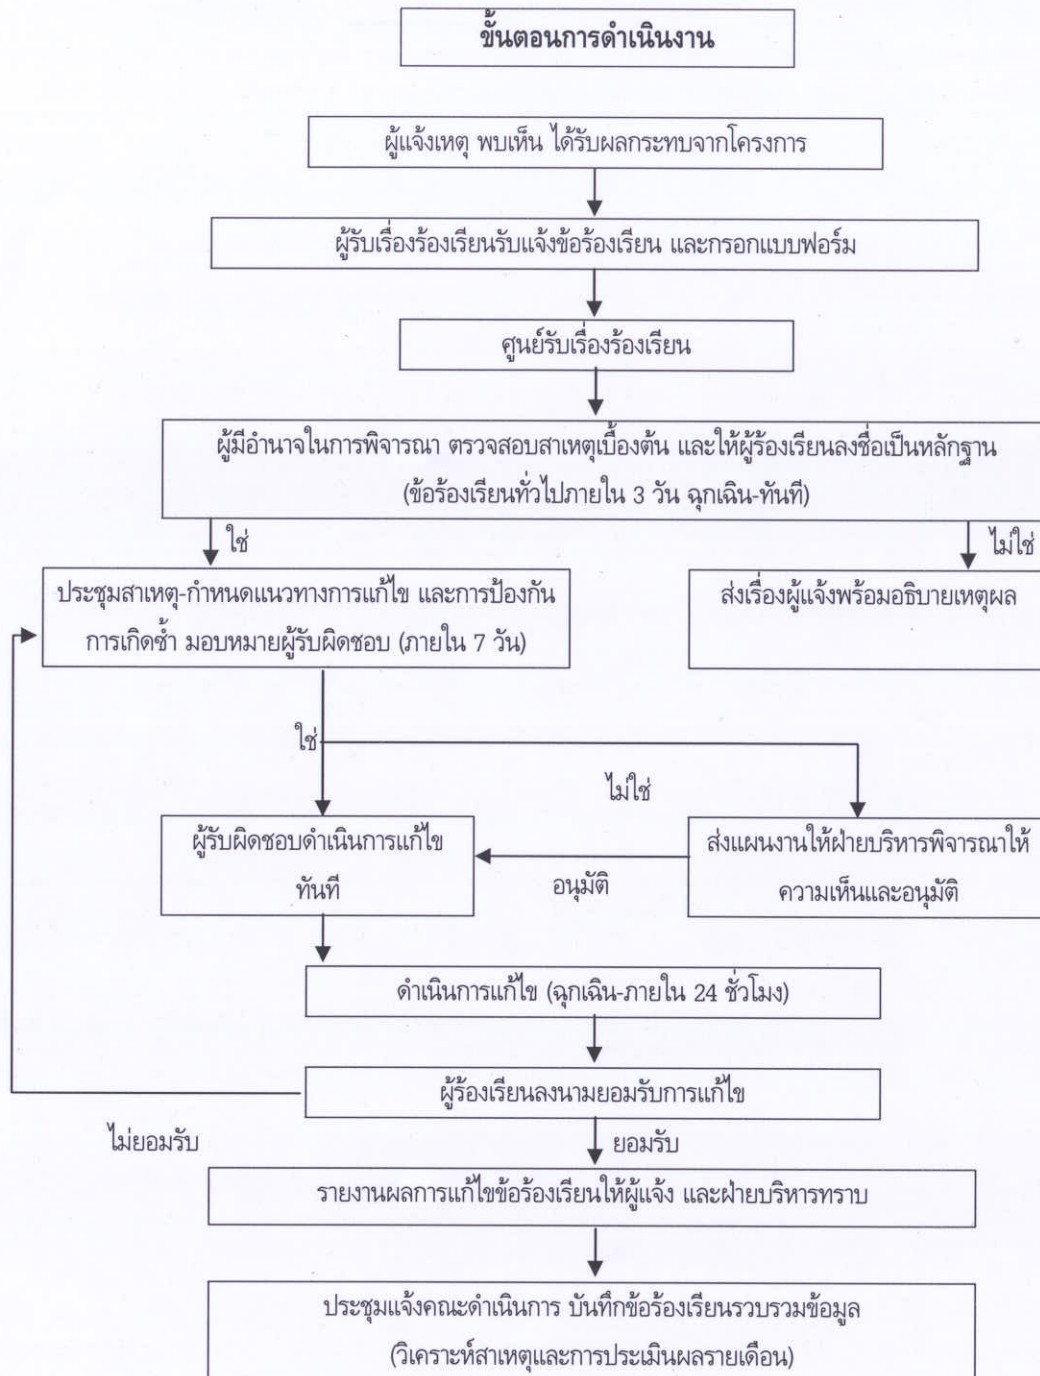 ขั้นตอนการดำเนินงาน
ผู้แจ้งเหตุ พบเห็น ได้รับผลกระทบจากโครงการ
ผู้รับเรื่องร้องเรียนรับแจ้งข้อร้องเรียน และกรอกแบบฟอร์ม
ศูนย์รับเรื่องร้องเรียน
ผู้มีอำนาจในการพิจารณา ตรวจสอบสาเหตุเบื้องต้น และให้ผู้ร้องเรียนลงชื่อเป็นหลักฐาน
(ข้อร้องเรียนทั่วไปภายใน 3 วัน ฉุกเฉิน-ทันที)
ใช่
ไม่ใช่
ประชุมสาเหตุ-กำหนดแนวทางการแก้ไข และการป้องกัน
การเกิดซ้ำ มอบหมายผู้รับผิดชอบ (ภายใน 7 วัน)
ส่งเรื่องผู้แจ้งพร้อมอธิบายเหตุผล
ใช่
ไม่ใช่
ผู้รับผิดชอบดำเนินการแก้ไข
ทันที
อนุมัติ
ส่งแผนงานให้ฝ่ายบริหารพิจารณาให้
ความเห็นและอนุมัติ
ดำเนินการแก้ไข (ฉุกเฉิน-ภายใน 24 ชั่วโมง)
ผู้ร้องเรียนลงนามยอมรับการแก้ไข
ไม่ยอมรับ
ยอมรับ
รายงานผลการแก้ไขข้อร้องเรียนให้ผู้แจ้ง และฝ่ายบริหารทราบ
ประชุมแจ้งคณะดำเนินการ บันทึกข้อร้องเรียนรวบรวมข้อมูล
(วิเคราะห์สาเหตุและการประเมินผลรายเดือน)